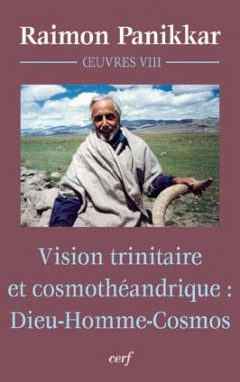 Raimon Panikkar
ŒUVRES VIII
Vision trinitaire
et cosmothéandrique :
Dieu-Homme-Cosmos
cerf